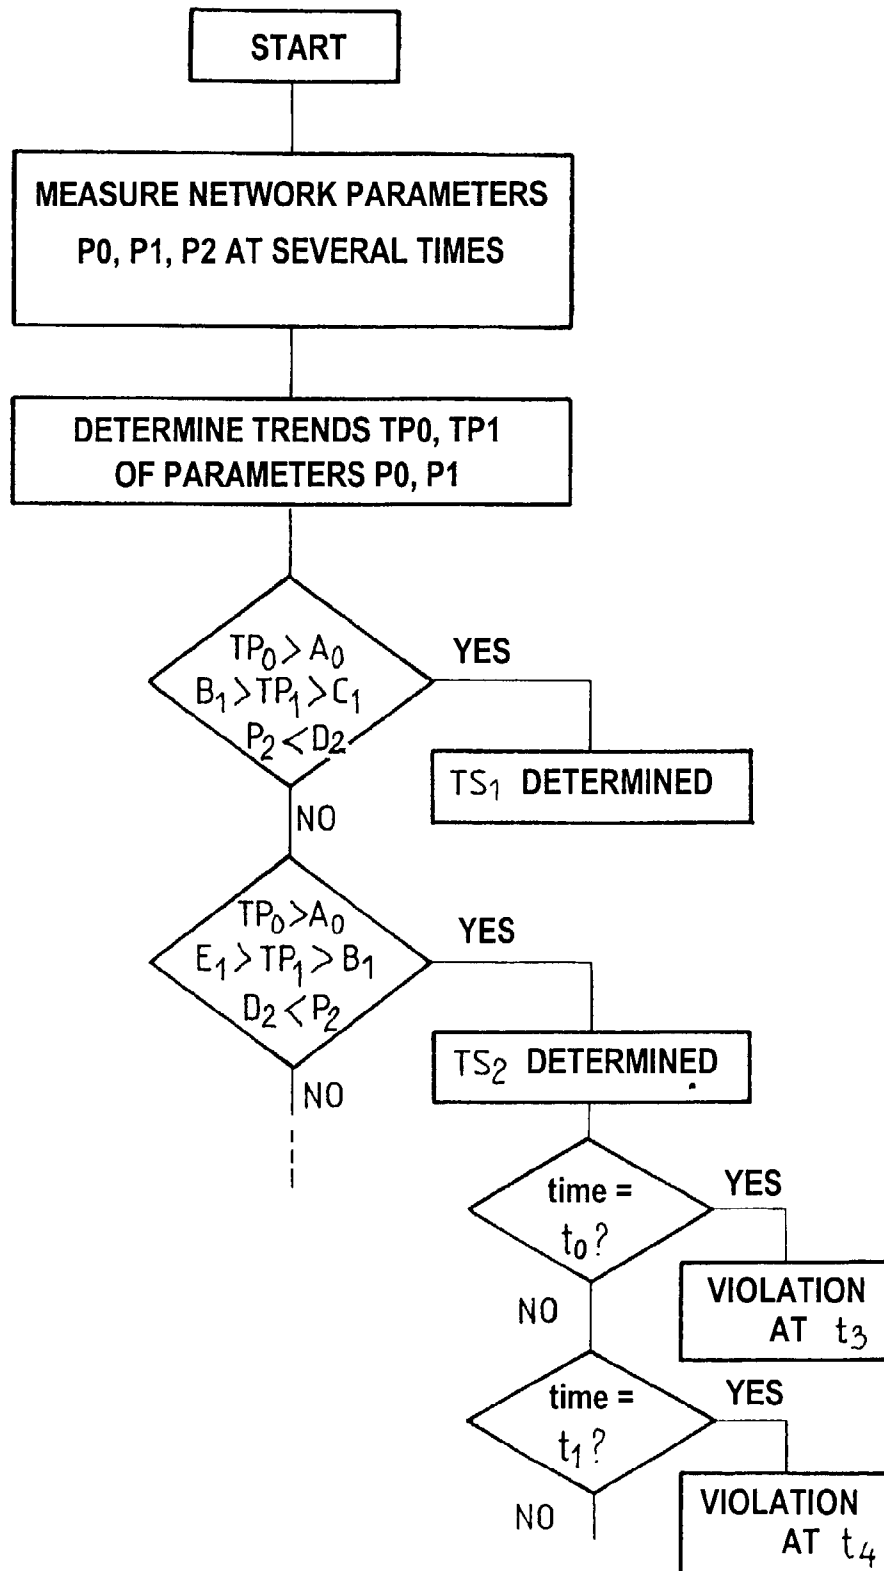 START
MEASURE NETWORK PARAMETERS
P0, P1, P2 AT SEVERAL TIMES
DETERMINE TRENDS TP0, TP1
OF PARAMETERS P0, P1
TP₀ > A₀
B₁ > TP₁ > C₁
P₂ < D₂
YES
TS₁ DETERMINED
NO
TP₀ > A₀
E₁ > TP₁ > B₁
D₂ < P₂
YES
TS₂ DETERMINED
NO
time =
t₀?
YES
VIOLATION
AT t₃
NO
time =
t₁?
YES
VIOLATION
AT t₄
NO